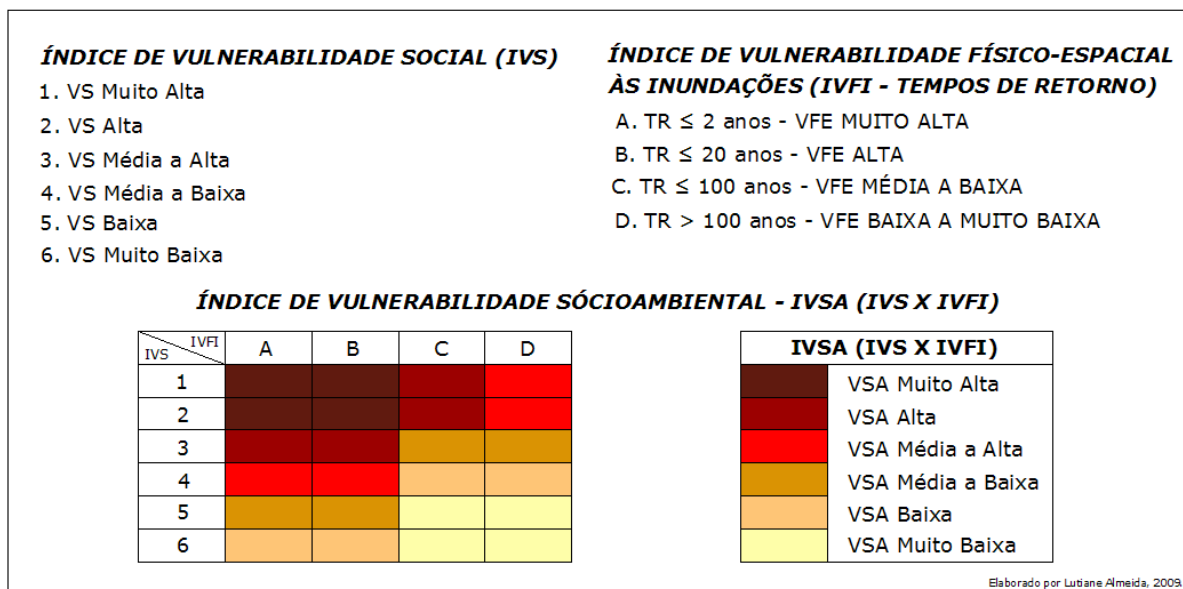 ÍNDICE DE VULNERABILIDADE SOCIAL (IVS)
1. VS Muito Alta
2. VS Alta
3. VS Média a Alta
4. VS Média a Baixa
5. VS Baixa
6. VS Muito Baixa
ÍNDICE DE VULNERABILIDADE FÍSICO-ESPACIAL
ÀS INUNDAÇÕES (IVFI - TEMPOS DE RETORNO)
A. TR ≤ 2 anos - VFE MUITO ALTA
B. TR ≤ 20 anos - VFE ALTA
C. TR ≤ 100 anos - VFE MÉDIA A BAIXA
D. TR > 100 anos - VFE BAIXA A MUITO BAIXA
ÍNDICE DE VULNERABILIDADE SÓCIOAMBIENTAL - IVSA (IVS X IVFI)
IVS IVFI A B C D
1
2
3
4
5
6
IVSA (IVS X IVFI)
VSA Muito Alta
VSA Alta
VSA Média a Alta
VSA Média a Baixa
VSA Baixa
VSA Muito Baixa
Elaborado por Lutiane Almeida, 2009.